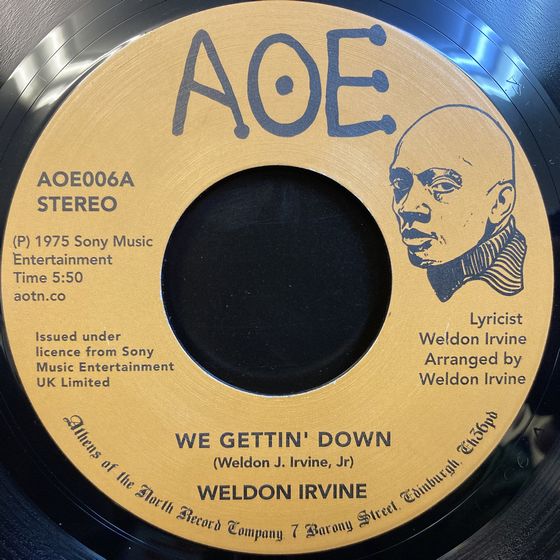 AOE
AOE006A
STEREO
(P) 1975 Sony Music
Entertainment
Time 5:50
aotn.co
Issued under
licence from Sony
Music Entertainment
UK Limited
Lyricist
Weldon Irvine
Arranged by
Weldon Irvine
WE GETTIN' DOWN
(Weldon J. Irvine, Jr)
WELDON IRVINE
Athens of the North Record Company 7 Barony Street, Edinburgh, Eh36pd